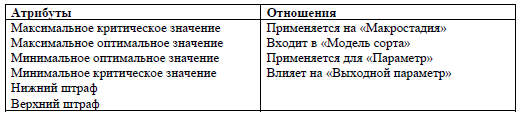 Атрибуты
Отношения
Максимальное критическое значение
Применяется на «Макростадия»
Максимальное оптимальное значение
Входит в «Модель сорта»
Минимальное оптимальное значение
Применяется для «Параметр»
Минимальное критическое значение
Влияет на «Выходной параметр»
Нижний штраф
Верхний штраф